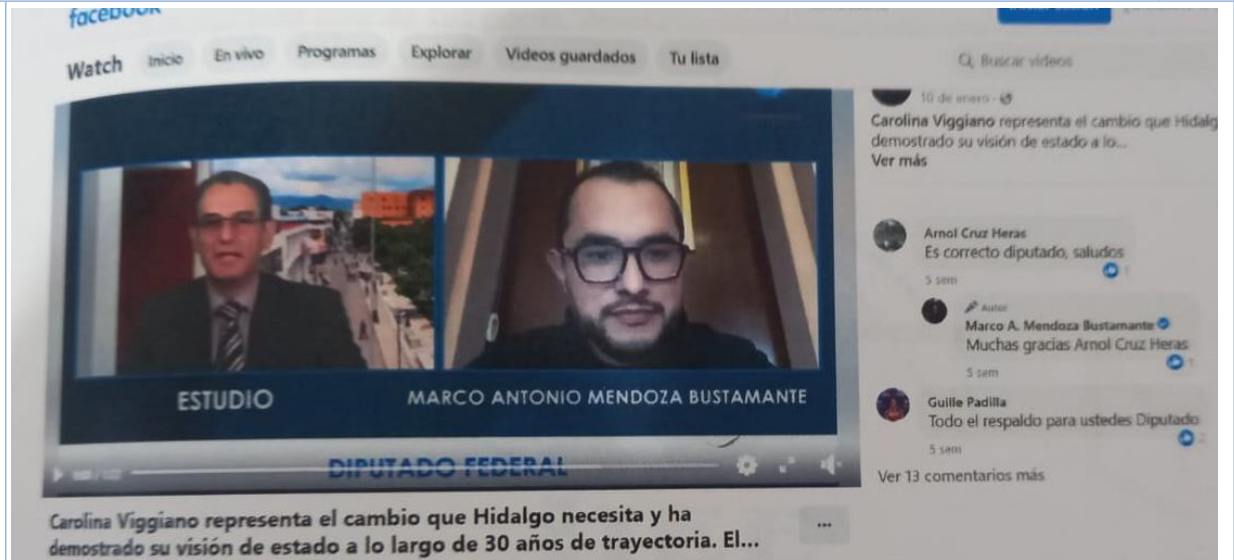 facebook
Watch
Inicio
En vivo
Programas
Explorar
Videos guardados
Tu lista
Buscar videos
10 de enero
Carolina Viggiano representa el cambio que Hidalg
demostrado su visión de estado a lo...
Ver más
Arnol Cruz Heras
Es correcto diputado, saludos
5 sem
1
Autor
Marco A. Mendoza Bustamante
Muchas gracias Arnol Cruz Heras
1
5 sem
Guille Padilla
Todo el respaldo para ustedes Diputado
2
5 sem
Ver 13 comentarios más
ESTUDIO
MARCO ANTONIO MENDOZA BUSTAMANTE
DIPUTADO FEDERAL
Carolina Viggiano representa el cambio que Hidalgo necesita y ha
demostrado su visión de estado a lo largo de 30 años de trayectoria. El...